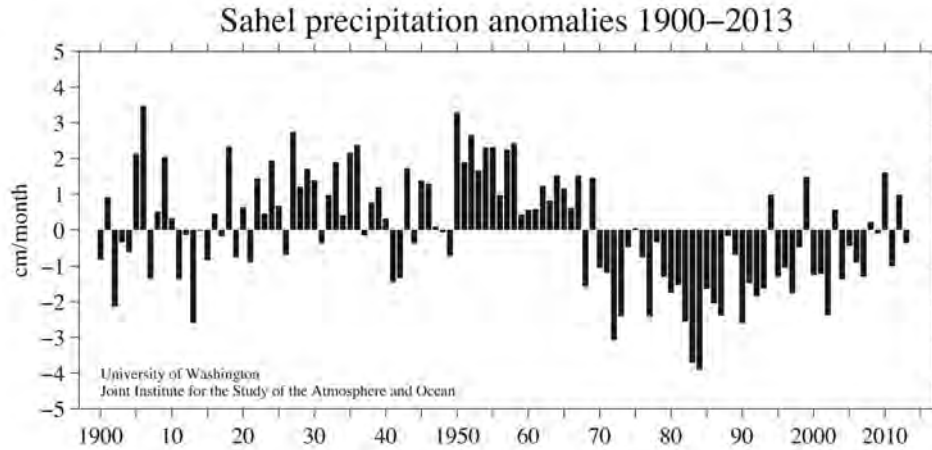 Sahel precipitation anomalies 1900–2013
5
4
3
2
1
0
−1
−2
−3
−4
−5
cm/month
University of Washington
Joint Institute for the Study of the Atmosphere and Ocean
1900 10 20 30 40 1950 60 70 80 90 2000 2010